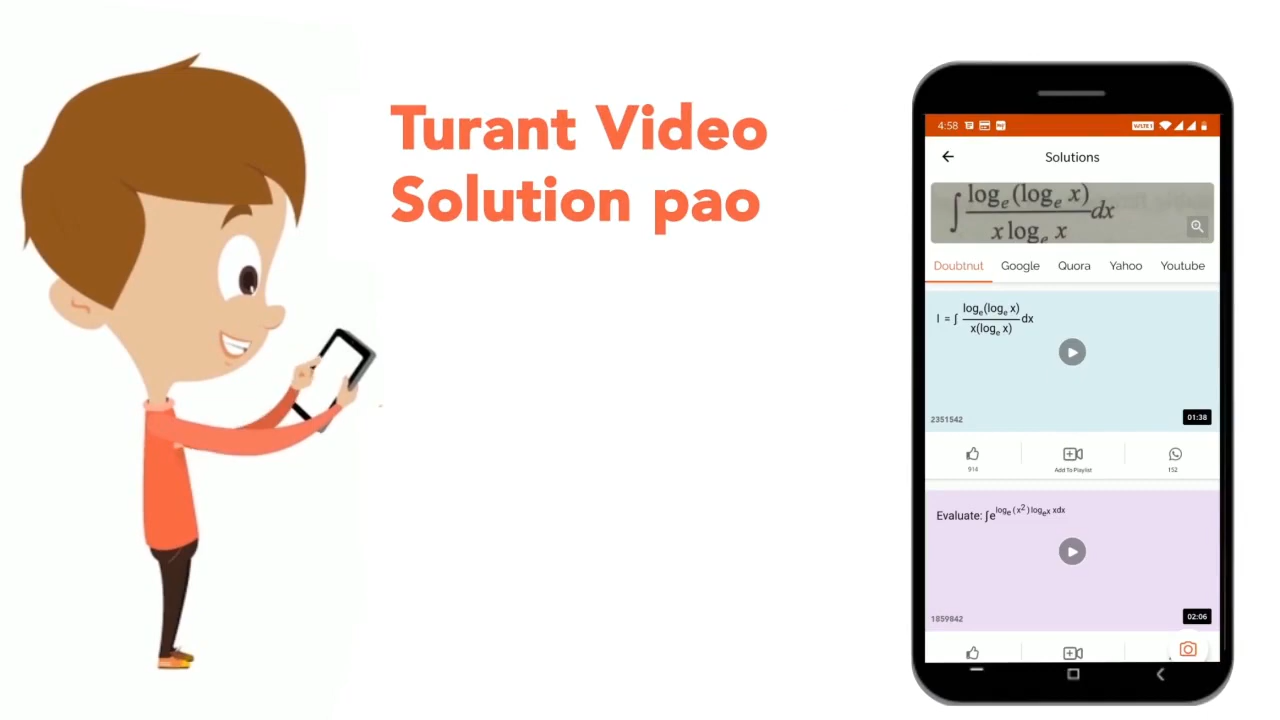 Turant Video
Solution pao
4:58
VoLTE1
Solutions
∫ logₑ(logₑ x) / x logₑ x dx
Doubtnut Google Quora Yahoo Youtube
I = ∫ logₑ(logₑ x) / x(logₑ x) dx
2351542 01:38
914 Add To Playlist 152
Evaluate: ∫e^logₑ(x²)logₑx xdx
1859842 02:06